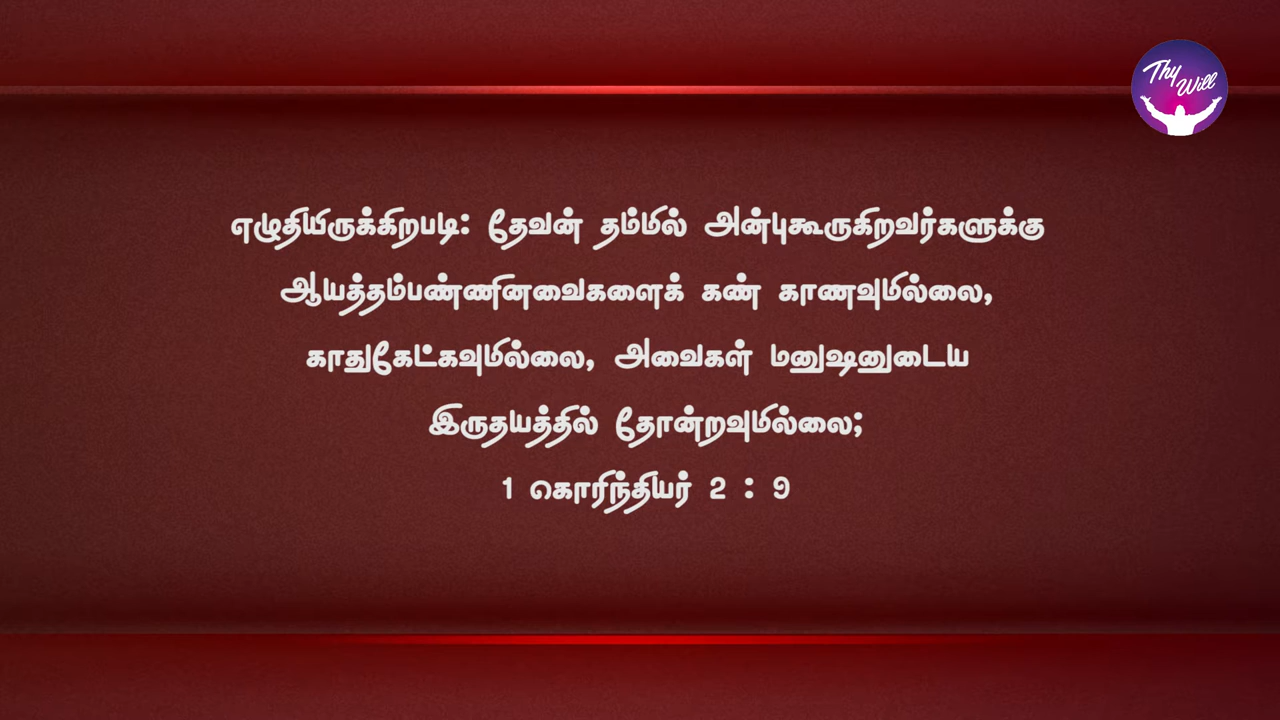 Thy
Will
எழுதியிருக்கிறபடி: தேவன் தம்மில் அன்புகூருகிறவர்களுக்கு
ஆயத்தம்பண்ணினவைகளைக் கண் காணவுமில்லை,
காதுகேட்கவுமில்லை, அவைகள் மனுஷனுடைய
இருதயத்தில் தோன்றவுமில்லை;
1 கொரிந்தியர் 2 : 9